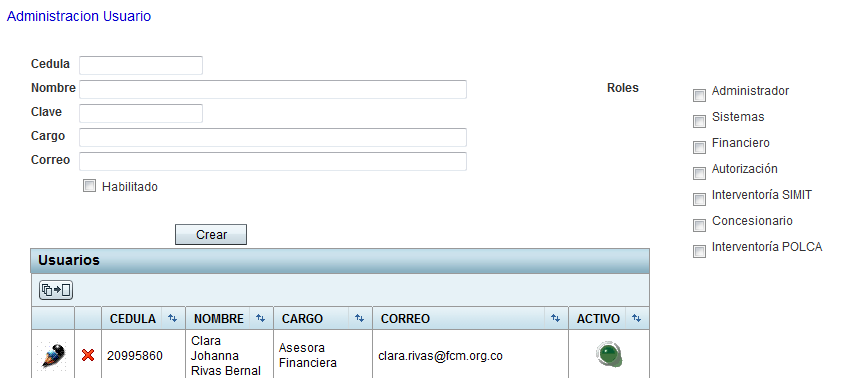 Administracion Usuario
Cedula
Nombre
Clave
Cargo
Correo
Habilitado
Roles
Administrador
Sistemas
Financiero
Autorización
Interventoría SIMIT
Concesionario
Interventoría POLCA
Crear
Usuarios
CEDULA NOMBRE CARGO CORREO ACTIVO
20995860 Clara Johanna Rivas Bernal Asesora Financiera clara.rivas@fcm.org.co